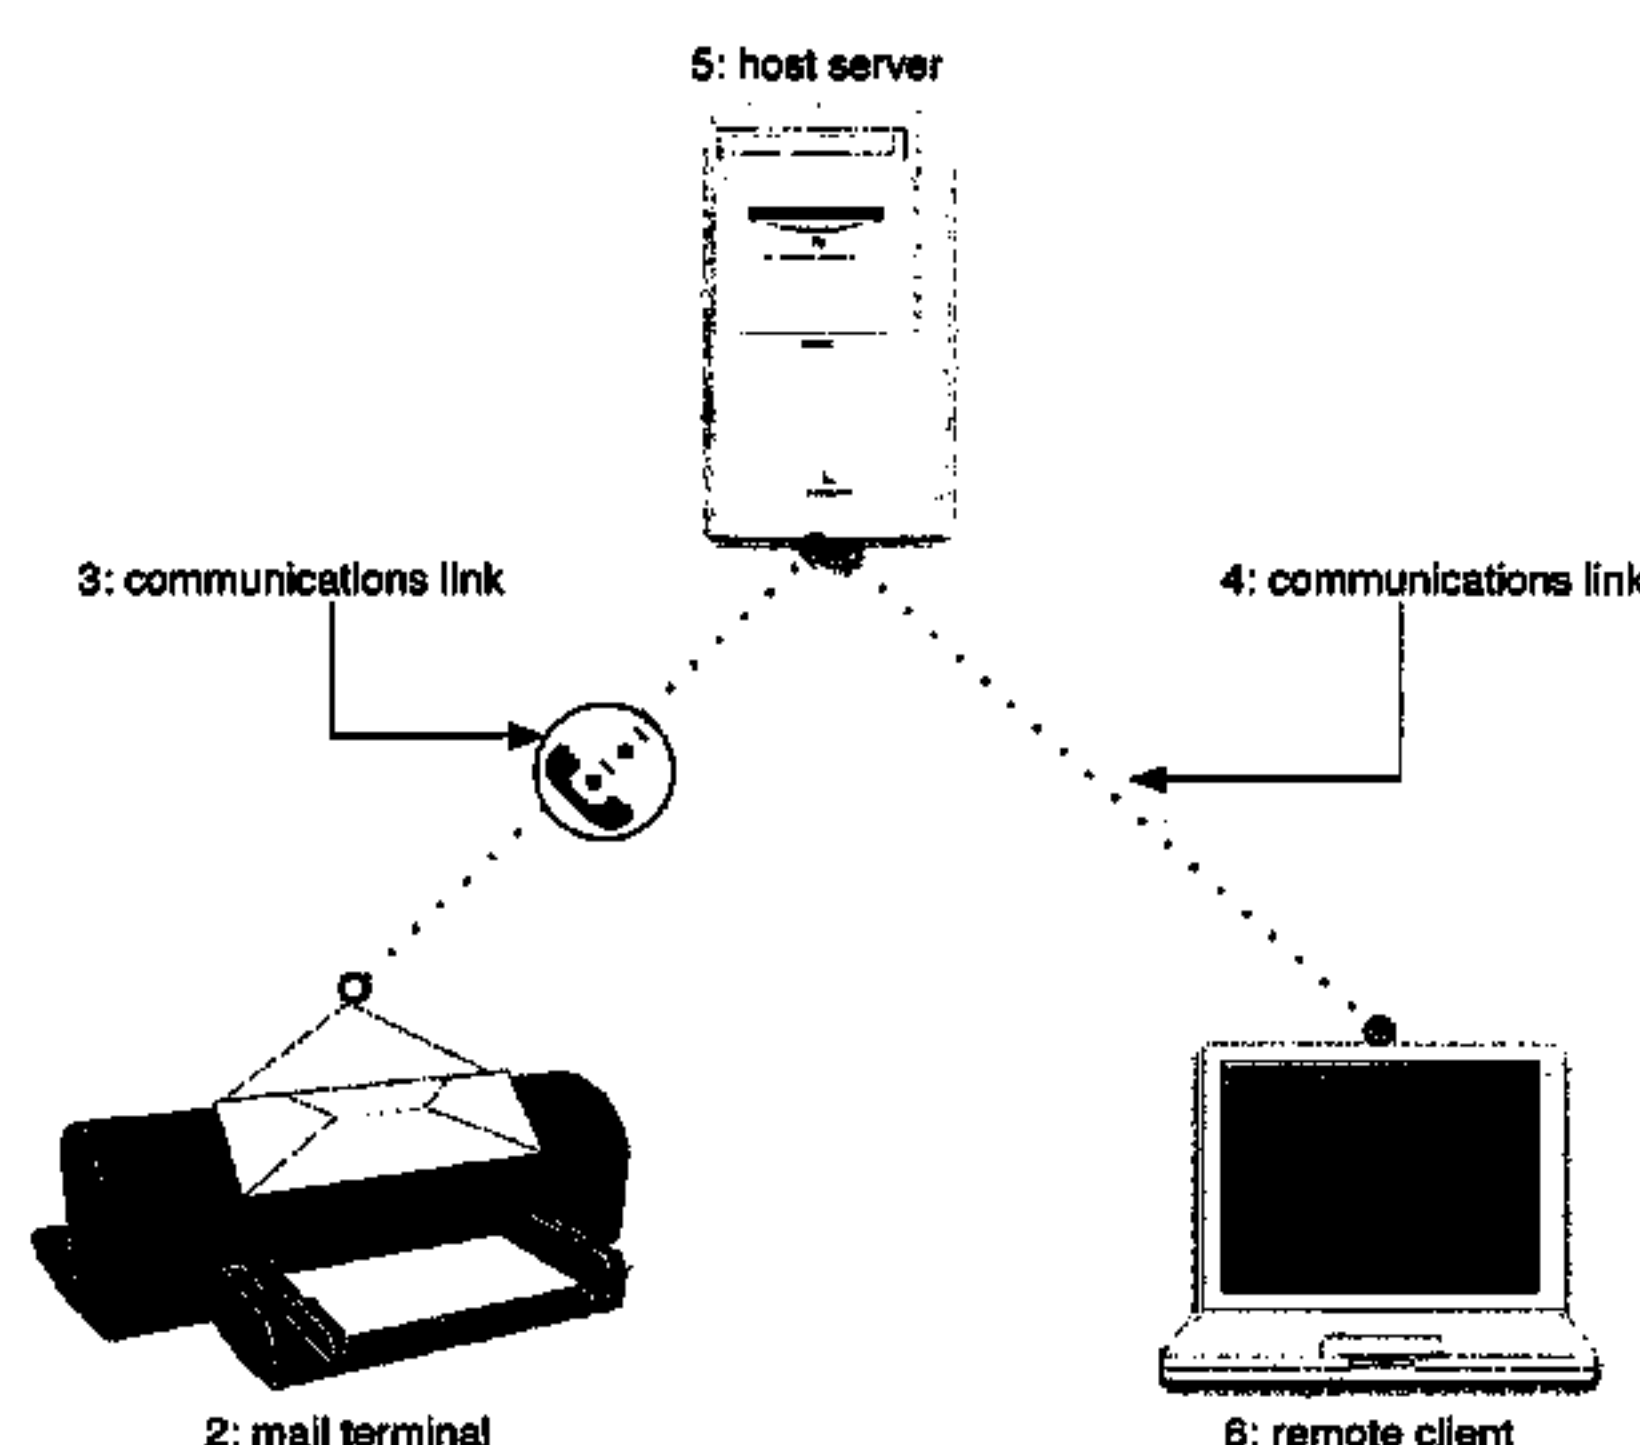 5: host server
3: communications link
4: communications link
2: mail terminal
6: remote client